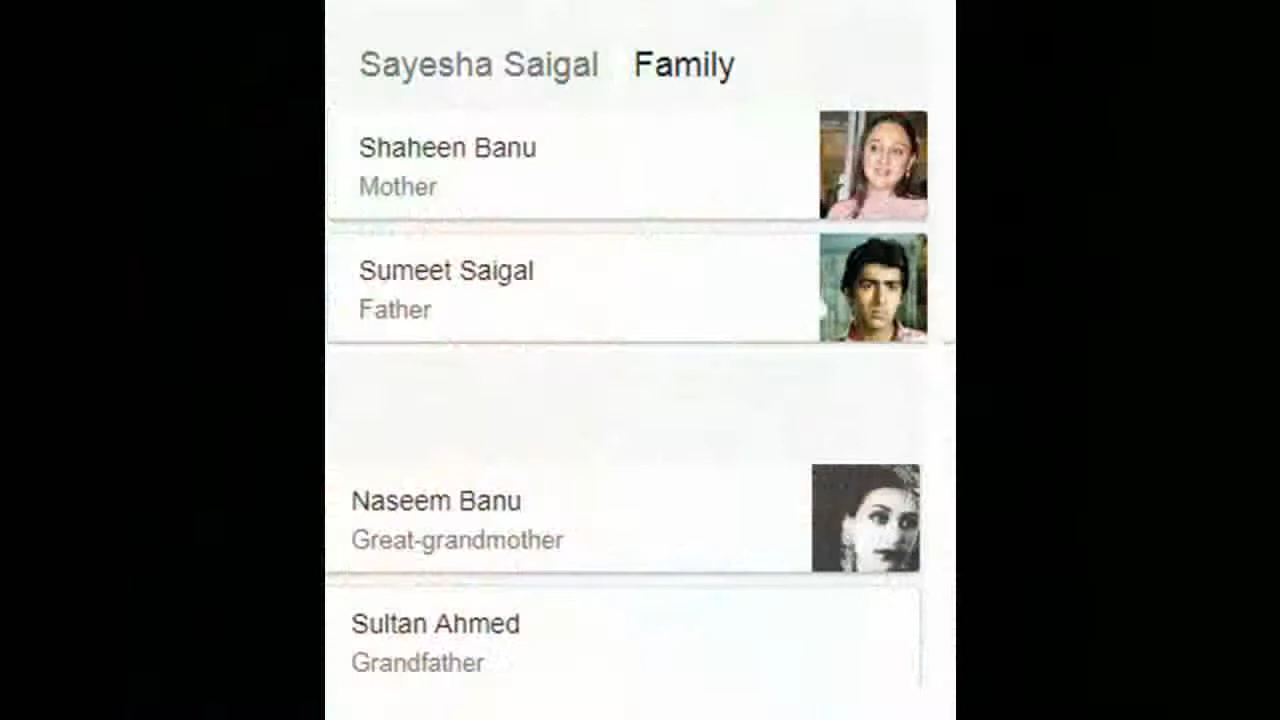 Sayesha Saigal Family
Shaheen Banu
Mother
Sumeet Saigal
Father
Naseem Banu
Great-grandmother
Sultan Ahmed
Grandfather